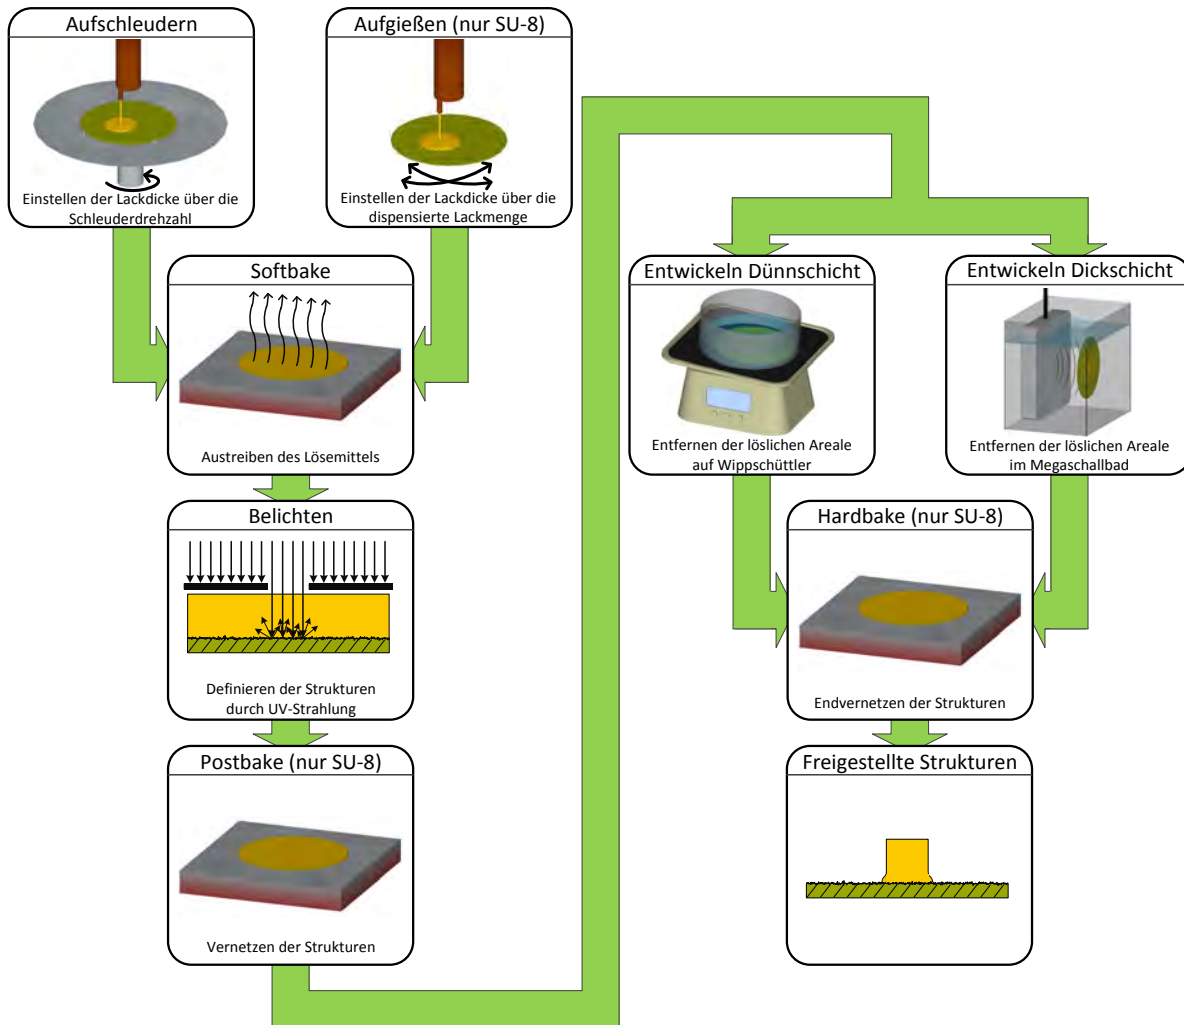 Aufschleudern
Einstellen der Lackdicke über die
Schleuderdrehzahl
Aufgießen (nur SU-8)
Einstellen der Lackdicke über die
dispensierte Lackmenge
Softbake
Austreiben des Lösemittels
Belichten
Definieren der Strukturen
durch UV-Strahlung
Postbake (nur SU-8)
Vernetzen der Strukturen
Entwickeln Dünnschicht
Entfernen der löslichen Areale
auf Wippschüttler
Entwickeln Dickschicht
Entfernen der löslichen Areale
im Megaschallbad
Hardbake (nur SU-8)
Endvernetzen der Strukturen
Freigestellte Strukturen